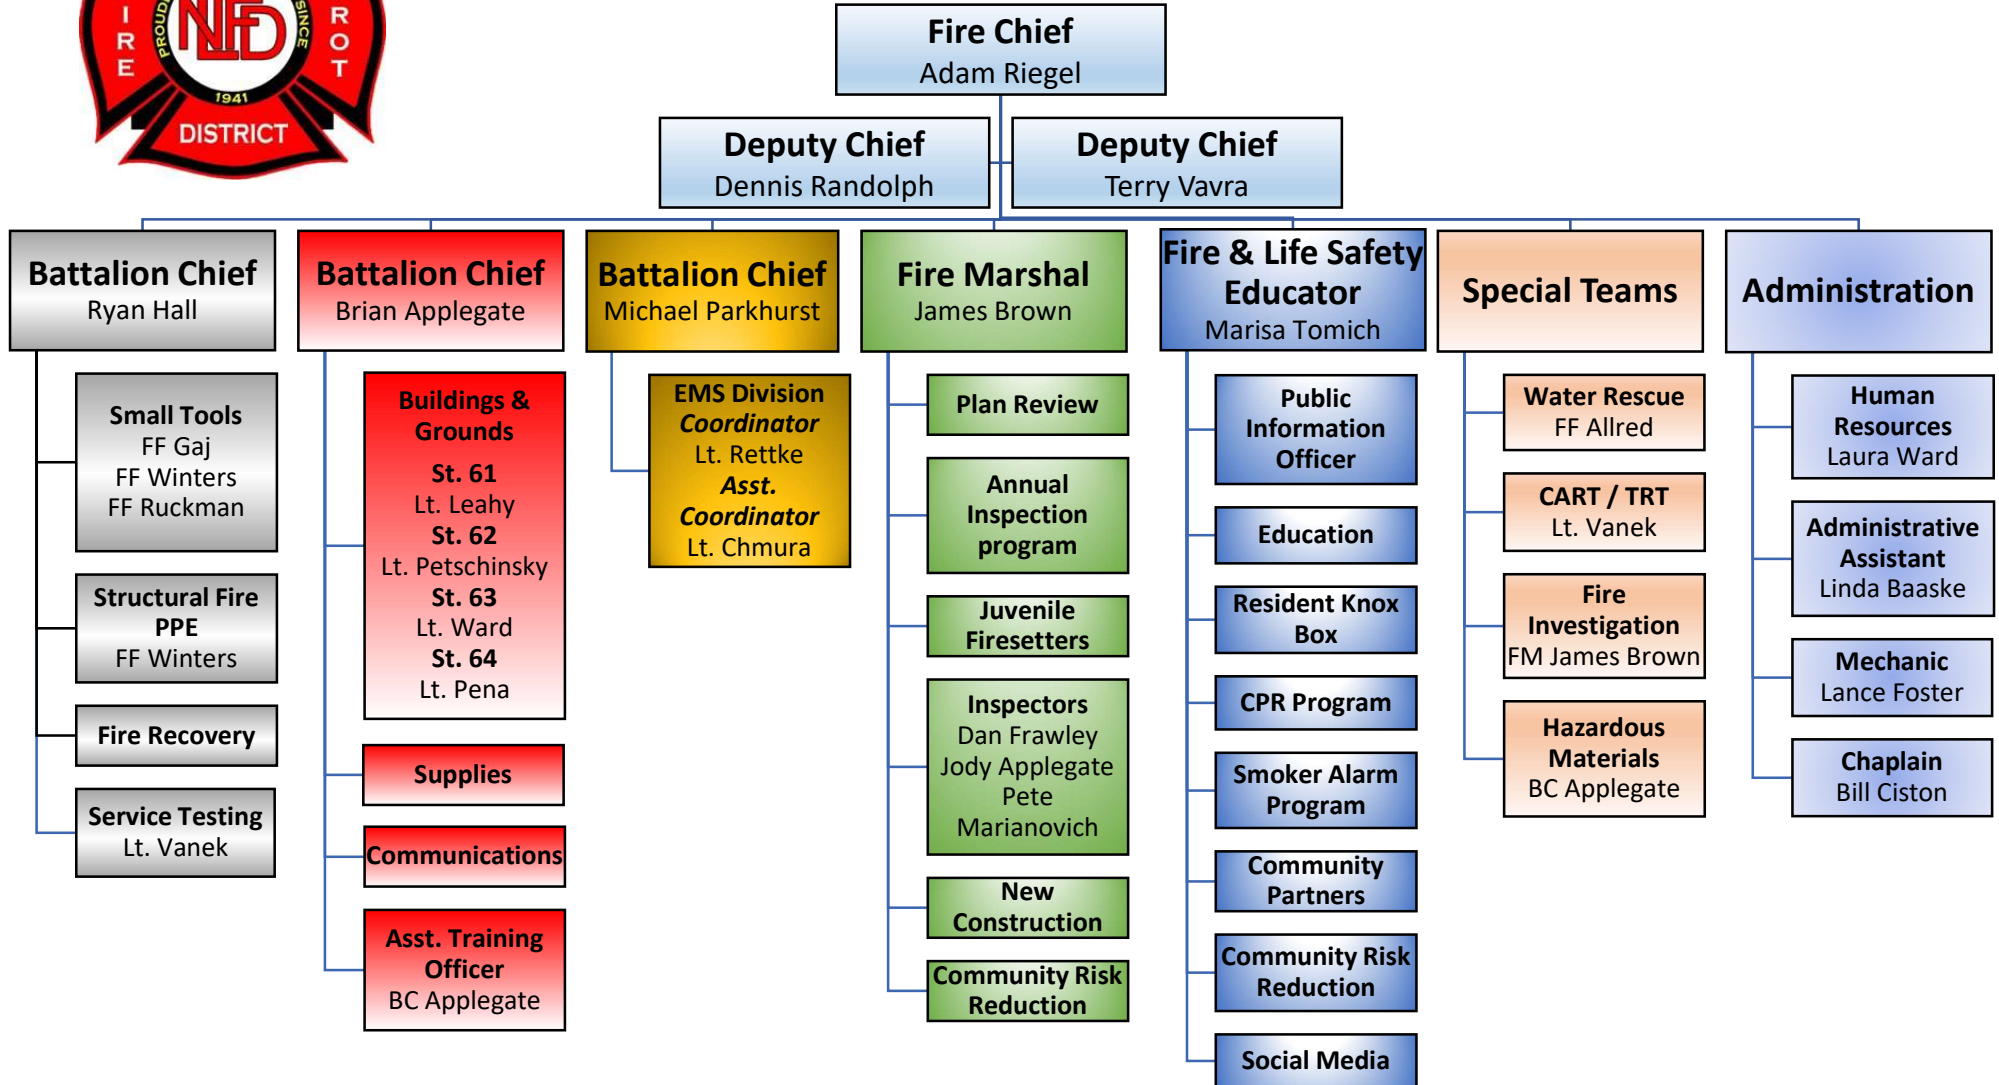 FIRE
PROT
PROUDLY
SINCE
NLFD
1941
DISTRICT
Fire Chief
Adam Riegel
Deputy Chief
Dennis Randolph
Deputy Chief
Terry Vavra
Battalion Chief
Ryan Hall
Small Tools
FF Gaj
FF Winters
FF Ruckman
Structural Fire
PPE
FF Winters
Fire Recovery
Service Testing
Lt. Vanek
Battalion Chief
Brian Applegate
Buildings &
Grounds
St. 61
Lt. Leahy
St. 62
Lt. Petschinsky
St. 63
Lt. Ward
St. 64
Lt. Pena
Supplies
Communications
Asst. Training
Officer
BC Applegate
Battalion Chief
Michael Parkhurst
EMS Division
Coordinator
Lt. Rettke
Asst.
Coordinator
Lt. Chmura
Fire Marshal
James Brown
Plan Review
Annual
Inspection
program
Juvenile
Firesetters
Inspectors
Dan Frawley
Jody Applegate
Pete
Marianovich
New
Construction
Community Risk
Reduction
Fire & Life Safety
Educator
Marisa Tomich
Public
Information
Officer
Education
Resident Knox
Box
CPR Program
Smoker Alarm
Program
Community
Partners
Community Risk
Reduction
Social Media
Special Teams
Water Rescue
FF Allred
CART / TRT
Lt. Vanek
Fire
Investigation
FM James Brown
Hazardous
Materials
BC Applegate
Administration
Human
Resources
Laura Ward
Administrative
Assistant
Linda Baaske
Mechanic
Lance Foster
Chaplain
Bill Ciston